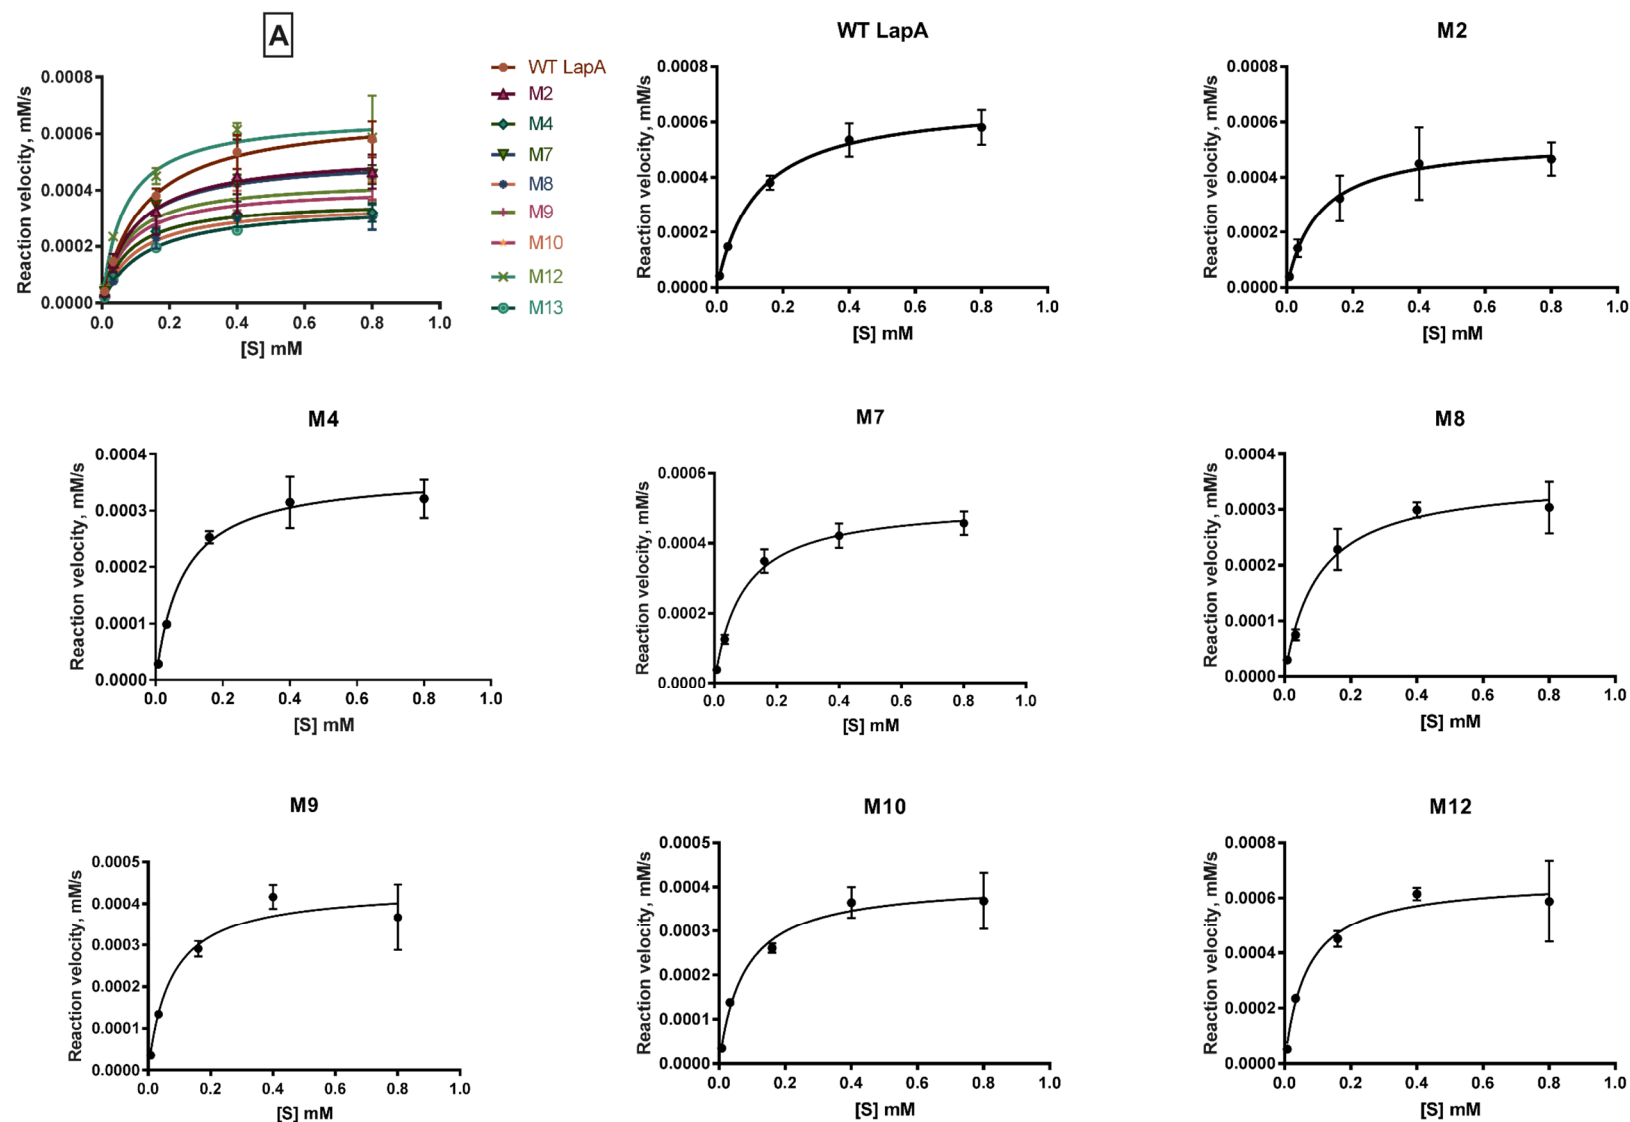 A
Reaction velocity, mM/s
0.0008
0.0006
0.0004
0.0002
0.0000
0.0 0.2 0.4 0.6 0.8 1.0
[S] mM
WT LapA
M2
M4
M7
M8
M9
M10
M12
M13
WT LapA
Reaction velocity, mM/s
0.0008
0.0006
0.0004
0.0002
0.0000
0.0 0.2 0.4 0.6 0.8 1.0
[S] mM
M2
Reaction velocity, mM/s
0.0008
0.0006
0.0004
0.0002
0.0000
0.0 0.2 0.4 0.6 0.8 1.0
[S] mM
M4
Reaction velocity, mM/s
0.0004
0.0003
0.0002
0.0001
0.0000
0.0 0.2 0.4 0.6 0.8 1.0
[S] mM
M7
Reaction velocity, mM/s
0.0006
0.0004
0.0002
0.0000
0.0 0.2 0.4 0.6 0.8 1.0
[S] mM
M8
Reaction velocity, mM/s
0.0004
0.0003
0.0002
0.0001
0.0000
0.0 0.2 0.4 0.6 0.8 1.0
[S] mM
M9
Reaction velocity, mM/s
0.0005
0.0004
0.0003
0.0002
0.0001
0.0000
0.0 0.2 0.4 0.6 0.8 1.0
[S] mM
M10
Reaction velocity, mM/s
0.0005
0.0004
0.0003
0.0002
0.0001
0.0000
0.0 0.2 0.4 0.6 0.8 1.0
[S] mM
M12
Reaction velocity, mM/s
0.0008
0.0006
0.0004
0.0002
0.0000
0.0 0.2 0.4 0.6 0.8 1.0
[S] mM